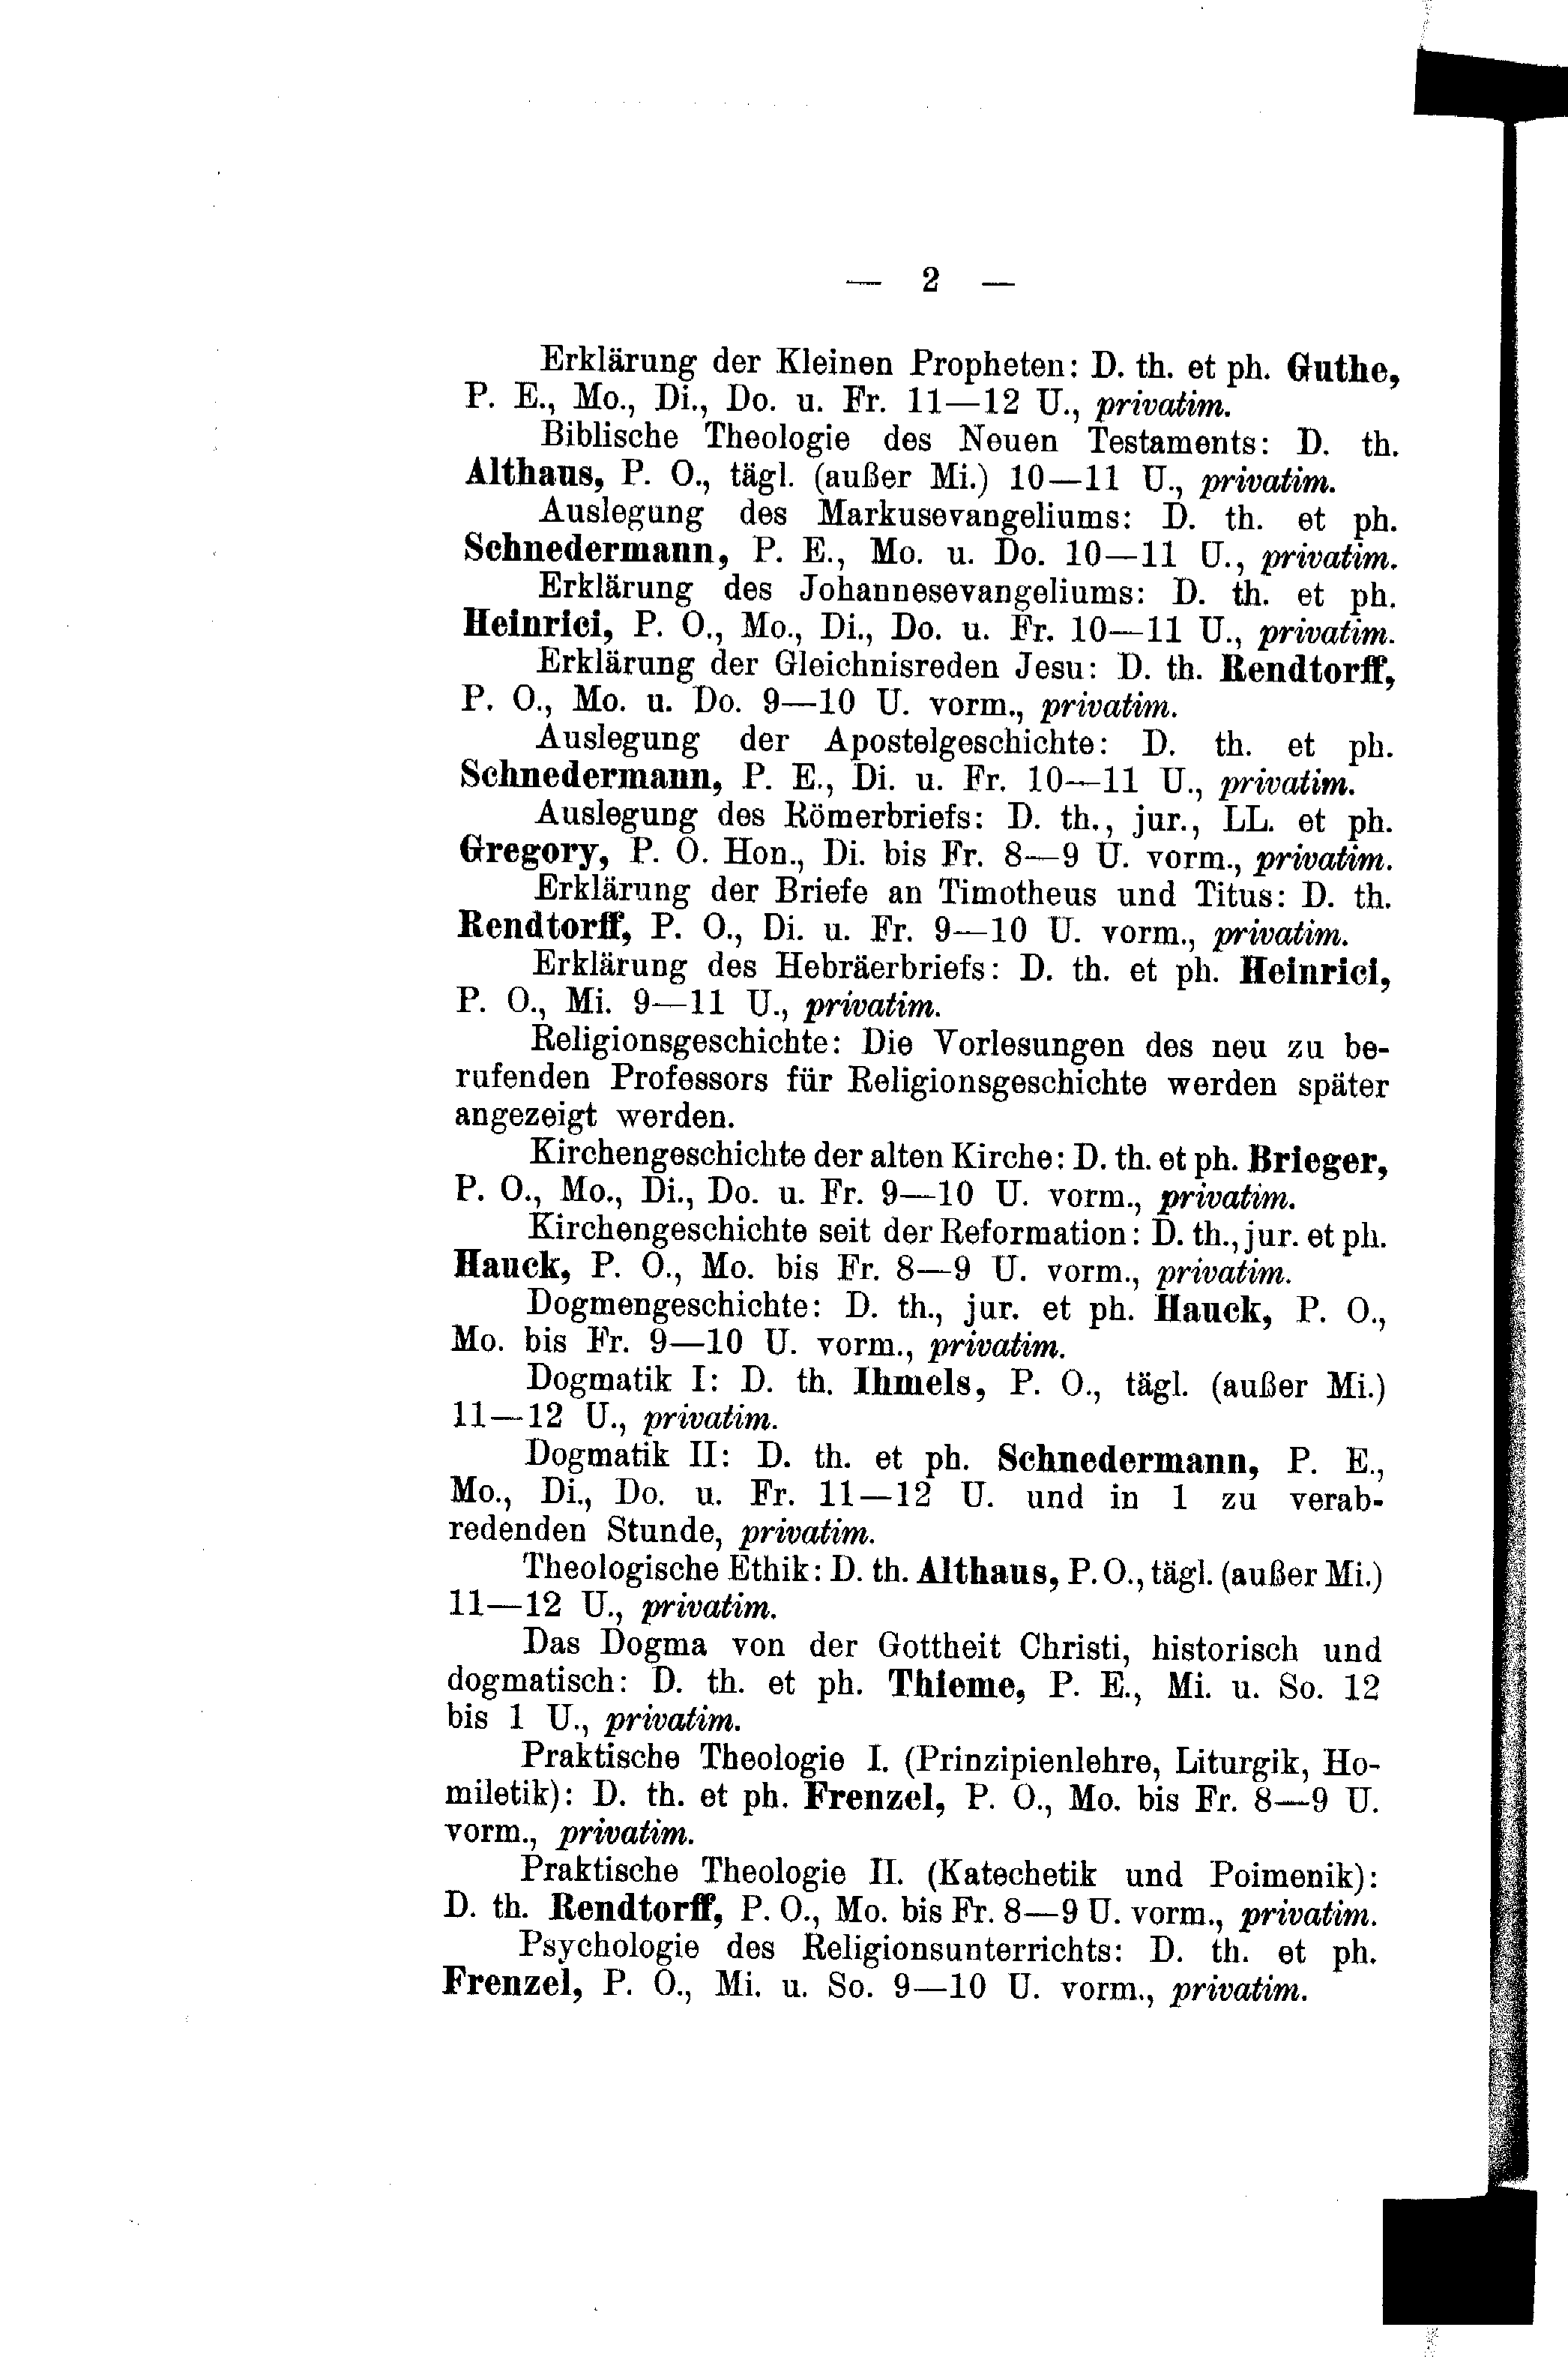 — 2 —
Erklärung der Kleinen Propheten: D. th. et ph. Guthe,
P. E., Mo., Di., Do. u. Fr. 11—12 U., privatim.
Biblische Theologie des Neuen Testaments: D. th.
Althaus, P. O., tägl. (außer Mi.) 10—11 U., privatim.
Auslegung des Markusevangeliums: D. th. et ph.
Schnedermann, P. E., Mo. u. Do. 10—11 U., privatim.
Erklärung des Johannesevangeliums: D. th. et ph.
Heinrici, P. O., Mo., Di., Do. u. Fr. 10—11 U., privatim.
Erklärung der Gleichnisreden Jesu: D. th. Rendtorff,
P. O., Mo. u. Do. 9—10 U. vorm., privatim.
Auslegung der Apostelgeschichte: D. th. et ph.
Schnedermann, P. E., Di. u. Fr. 10—11 U., privatim.
Auslegung des Römerbriefs: D. th., jur., LL. et ph.
Gregory, P. O. Hon., Di. bis Fr. 8—9 U. vorm., privatim.
Erklärung der Briefe an Timotheus und Titus: D. th.
Rendtorff, P. O., Di. u. Fr. 9—10 U. vorm., privatim.
Erklärung des Hebräerbriefs: D. th. et ph. Heinrici,
P. O., Mi. 9—11 U., privatim.
Religionsgeschichte: Die Vorlesungen des neu zu be-
rufenden Professors für Religionsgeschichte werden später
angezeigt werden.
Kirchengeschichte der alten Kirche: D. th. et ph. Brieger,
P. O., Mo., Di., Do. u. Fr. 9—10 U. vorm., privatim.
Kirchengeschichte seit der Reformation: D. th., jur. et ph.
Hauck, P. O., Mo. bis Fr. 8—9 U. vorm., privatim.
Dogmengeschichte: D. th., jur. et ph. Hauck, P. O.,
Mo. bis Fr. 9—10 U. vorm., privatim.
Dogmatik I: D. th. Ihmels, P. O., tägl. (außer Mi.)
11—12 U., privatim.
Dogmatik II: D. th. et ph. Schnedermann, P. E.,
Mo., Di., Do. u. Fr. 11—12 U. und in 1 zu verab-
redenden Stunde, privatim.
Theologische Ethik: D. th. Althaus, P. O., tägl. (außer Mi.)
11—12 U., privatim.
Das Dogma von der Gottheit Christi, historisch und
dogmatisch: D. th. et ph. Thieme, P. E., Mi. u. So. 12
bis 1 U., privatim.
Praktische Theologie I. (Prinzipienlehre, Liturgik, Ho-
miletik): D. th. et ph. Frenzel, P. O., Mo. bis Fr. 8—9 U.
vorm., privatim.
Praktische Theologie II. (Katechetik und Poimenik):
D. th. Rendtorff, P. O., Mo. bis Fr. 8—9 U. vorm., privatim.
Psychologie des Religionsunterrichts: D. th. et ph.
Frenzel, P. O., Mi. u. So. 9—10 U. vorm., privatim.